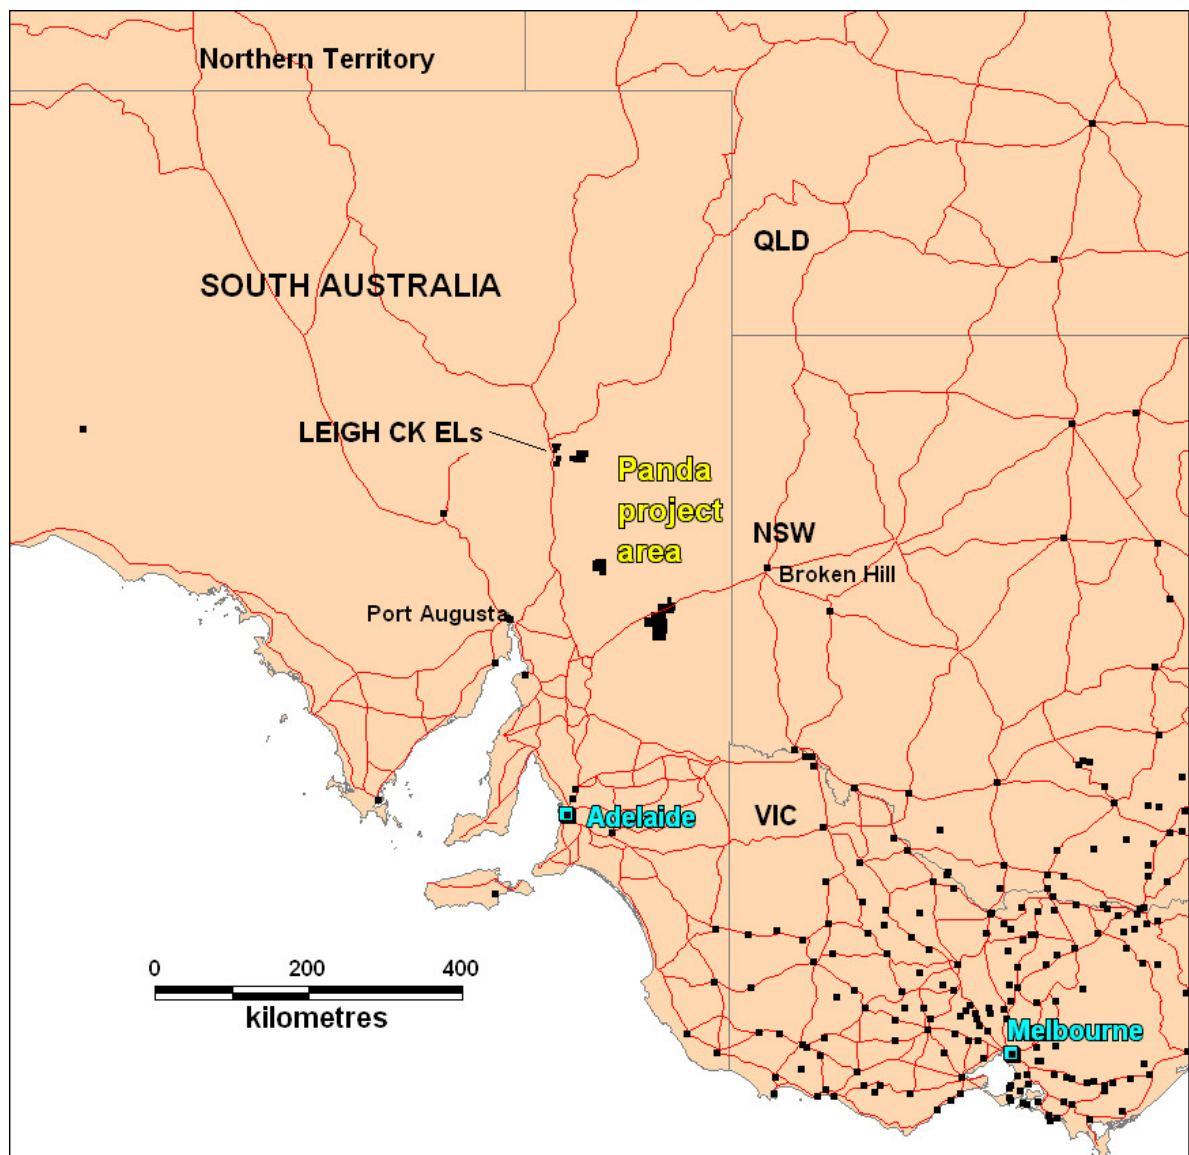 Northern Territory
QLD
SOUTH AUSTRALIA
LEIGH CK ELs
Panda
project
area
NSW
Broken Hill
Port Augusta
Adelaide
VIC
0 200 400
kilometres
Melbourne